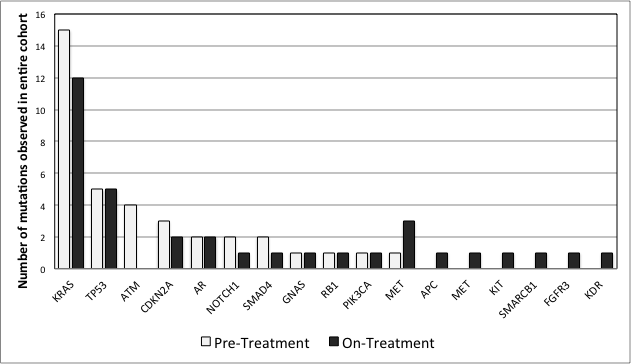 Number of mutations observed in entire cohort
16
14
12
10
8
6
4
2
0
KRAS
TP53
ATM
CDKN2A
AR
NOTCH1
SMAD4
GNAS
RB1
PIK3CA
MET
APC
MET
KIT
SMARCB1
FGFR3
KDR
Pre-Treatment
On-Treatment